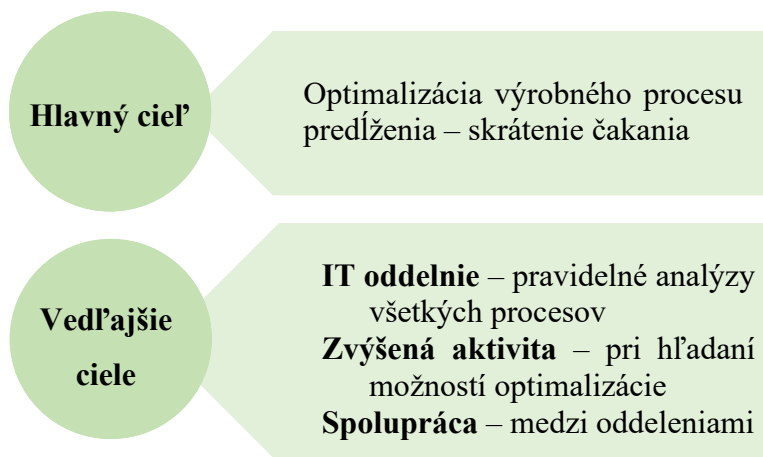 Hlavný cieľ
Optimalizácia výrobného procesu
predĺženia – skrátenie čakania
Vedľajšie
ciele
IT oddelnie – pravidelné analýzy
všetkých procesov
Zvýšená aktivita – pri hľadaní
možností optimalizácie
Spolupráca – medzi oddeleniami